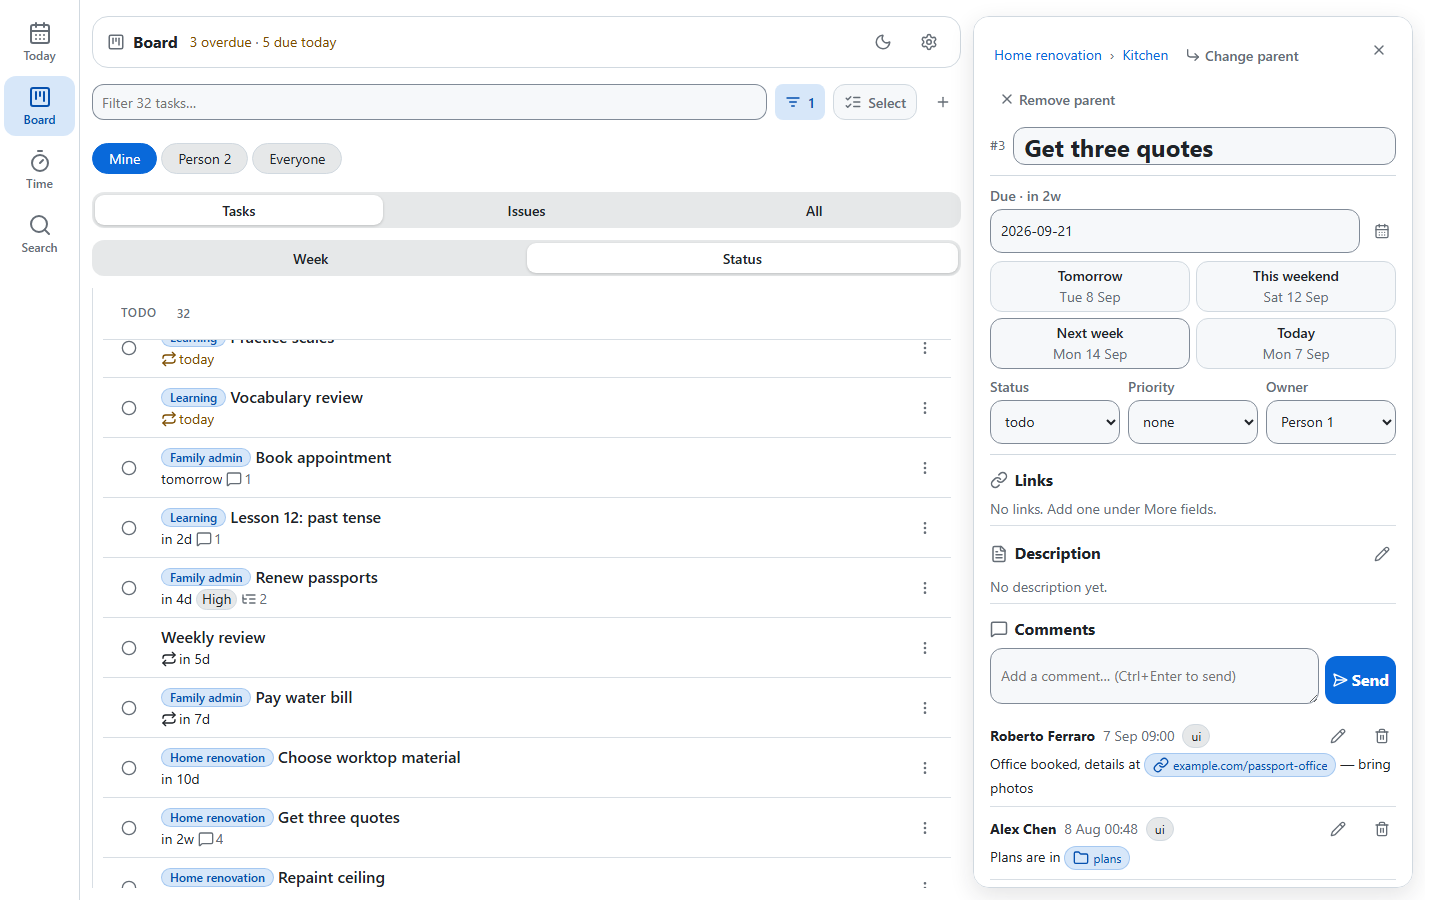 Today
Board
Time
Search
Board 3 overdue · 5 due today
Filter 32 tasks...
1
Select
Mine
Person 2
Everyone
Tasks
Issues
All
Week
Status
TODO 32
Learning Practice scales
today
Learning Vocabulary review
today
Family admin Book appointment
tomorrow 1
Learning Lesson 12: past tense
in 2d 1
Family admin Renew passports
in 4d High 2
Weekly review
in 5d
Family admin Pay water bill
in 7d
Home renovation Choose worktop material
in 10d
Home renovation Get three quotes
in 2w 4
Home renovation Repaint ceiling
Home renovation › Kitchen Change parent
Remove parent
#3 Get three quotes
Due · in 2w
2026-09-21
Tomorrow
Tue 8 Sep
This weekend
Sat 12 Sep
Next week
Mon 14 Sep
Today
Mon 7 Sep
Status Priority Owner
todo none Person 1
Links
No links. Add one under More fields.
Description
No description yet.
Comments
Add a comment... (Ctrl+Enter to send)
Send
Roberto Ferraro 7 Sep 09:00 ui
Office booked, details at example.com/passport-office — bring
photos
Alex Chen 8 Aug 00:48 ui
Plans are in plans